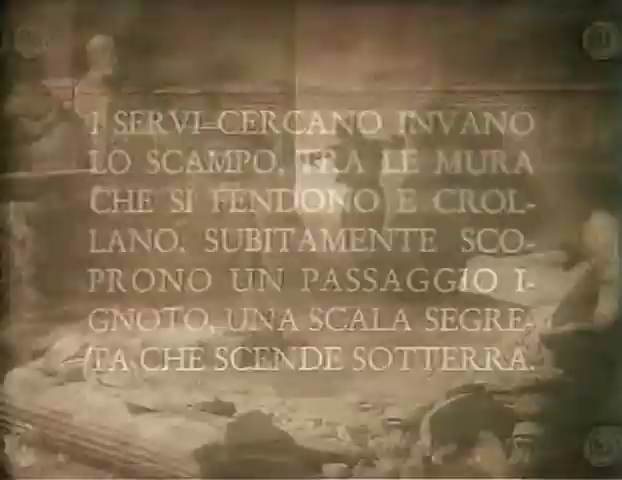 I SERVI CERCANO INVANO
LO SCAMPO, TRA LE MURA
CHE SI FENDONO E CROL-
LANO. SUBITAMENTE SCO-
PRONO UN PASSAGGIO I-
GNOTO, UNA SCALA SEGRE-
TA CHE SCENDE SOTTERRA.